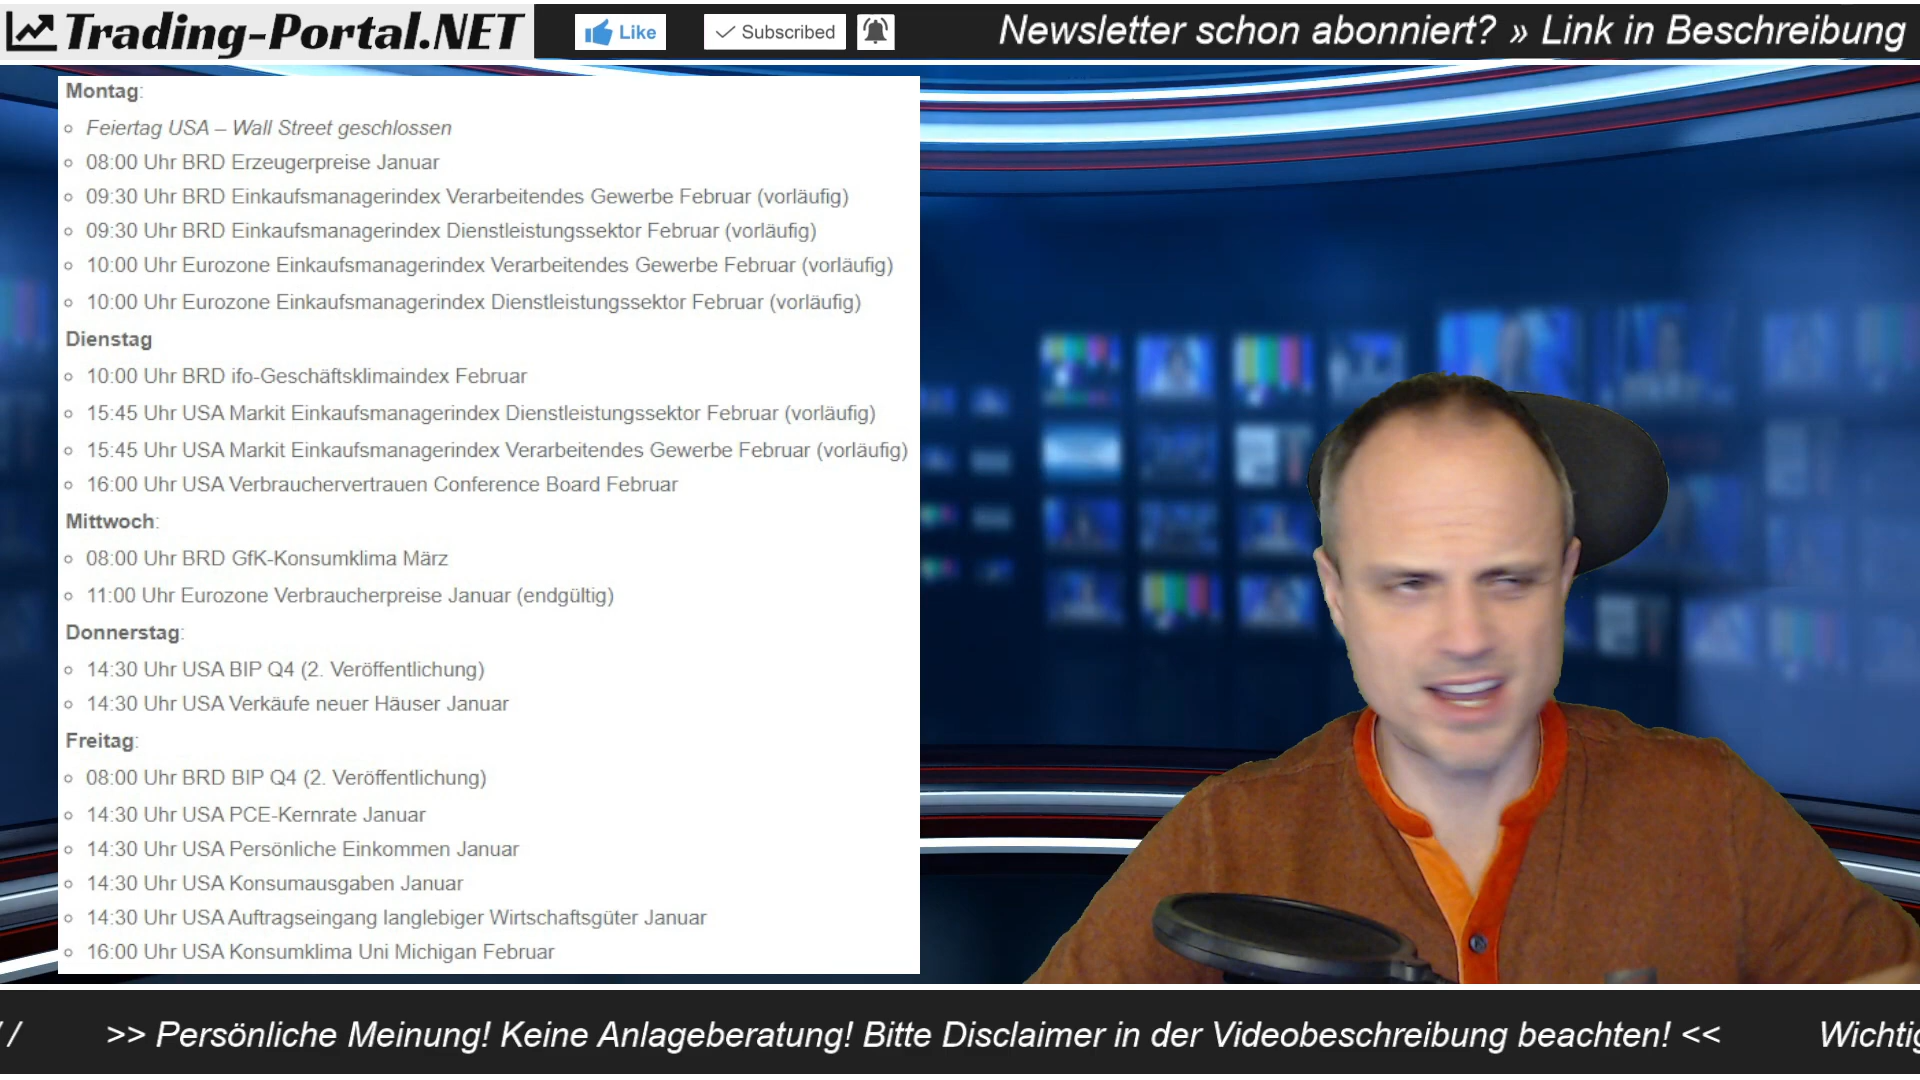 Trading-Portal.NET
Like
Subscribed
Newsletter schon abonniert? » Link in Beschreibung
Montag:
Feiertag USA – Wall Street geschlossen
08:00 Uhr BRD Erzeugerpreise Januar
09:30 Uhr BRD Einkaufsmanagerindex Verarbeitendes Gewerbe Februar (vorläufig)
09:30 Uhr BRD Einkaufsmanagerindex Dienstleistungssektor Februar (vorläufig)
10:00 Uhr Eurozone Einkaufsmanagerindex Verarbeitendes Gewerbe Februar (vorläufig)
10:00 Uhr Eurozone Einkaufsmanagerindex Dienstleistungssektor Februar (vorläufig)
Dienstag
10:00 Uhr BRD ifo-Geschäftsklimaindex Februar
15:45 Uhr USA Markit Einkaufsmanagerindex Dienstleistungssektor Februar (vorläufig)
15:45 Uhr USA Markit Einkaufsmanagerindex Verarbeitendes Gewerbe Februar (vorläufig)
16:00 Uhr USA Verbrauchervertrauen Conference Board Februar
Mittwoch:
08:00 Uhr BRD GfK-Konsumklima März
11:00 Uhr Eurozone Verbraucherpreise Januar (endgültig)
Donnerstag:
14:30 Uhr USA BIP Q4 (2. Veröffentlichung)
14:30 Uhr USA Verkäufe neuer Häuser Januar
Freitag:
08:00 Uhr BRD BIP Q4 (2. Veröffentlichung)
14:30 Uhr USA PCE-Kernrate Januar
14:30 Uhr USA Persönliche Einkommen Januar
14:30 Uhr USA Konsumausgaben Januar
14:30 Uhr USA Auftragseingang langlebiger Wirtschaftsgüter Januar
16:00 Uhr USA Konsumklima Uni Michigan Februar
// >> Persönliche Meinung! Keine Anlageberatung! Bitte Disclaimer in der Videobeschreibung beachten! << Wichtig